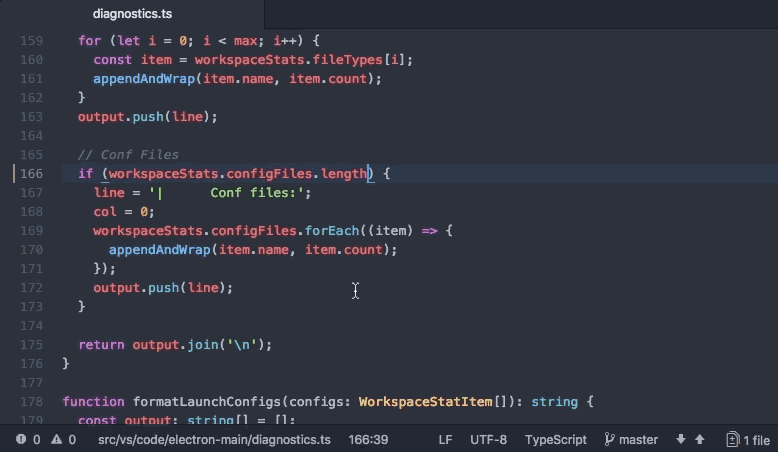 diagnostics.ts
159 for (let i = 0; i < max; i++) {
160 const item = workspaceStats.fileTypes[i];
161 appendAndWrap(item.name, item.count);
162 }
163 output.push(line);
164
165 // Conf Files
166 if (workspaceStats.configFiles.length) {
167 line = '|      Conf files:';
168 col = 0;
169 workspaceStats.configFiles.forEach((item) => {
170 appendAndWrap(item.name, item.count);
171 });
172 output.push(line);
173 }
174
175 return output.join('\n');
176 }
177
178 function formatLaunchConfigs(configs: WorkspaceStatItem[]): string {
179 const output: string[] = [];
0 0 src/vs/code/electron-main/diagnostics.ts 166:39 LF UTF-8 TypeScript master 1 file